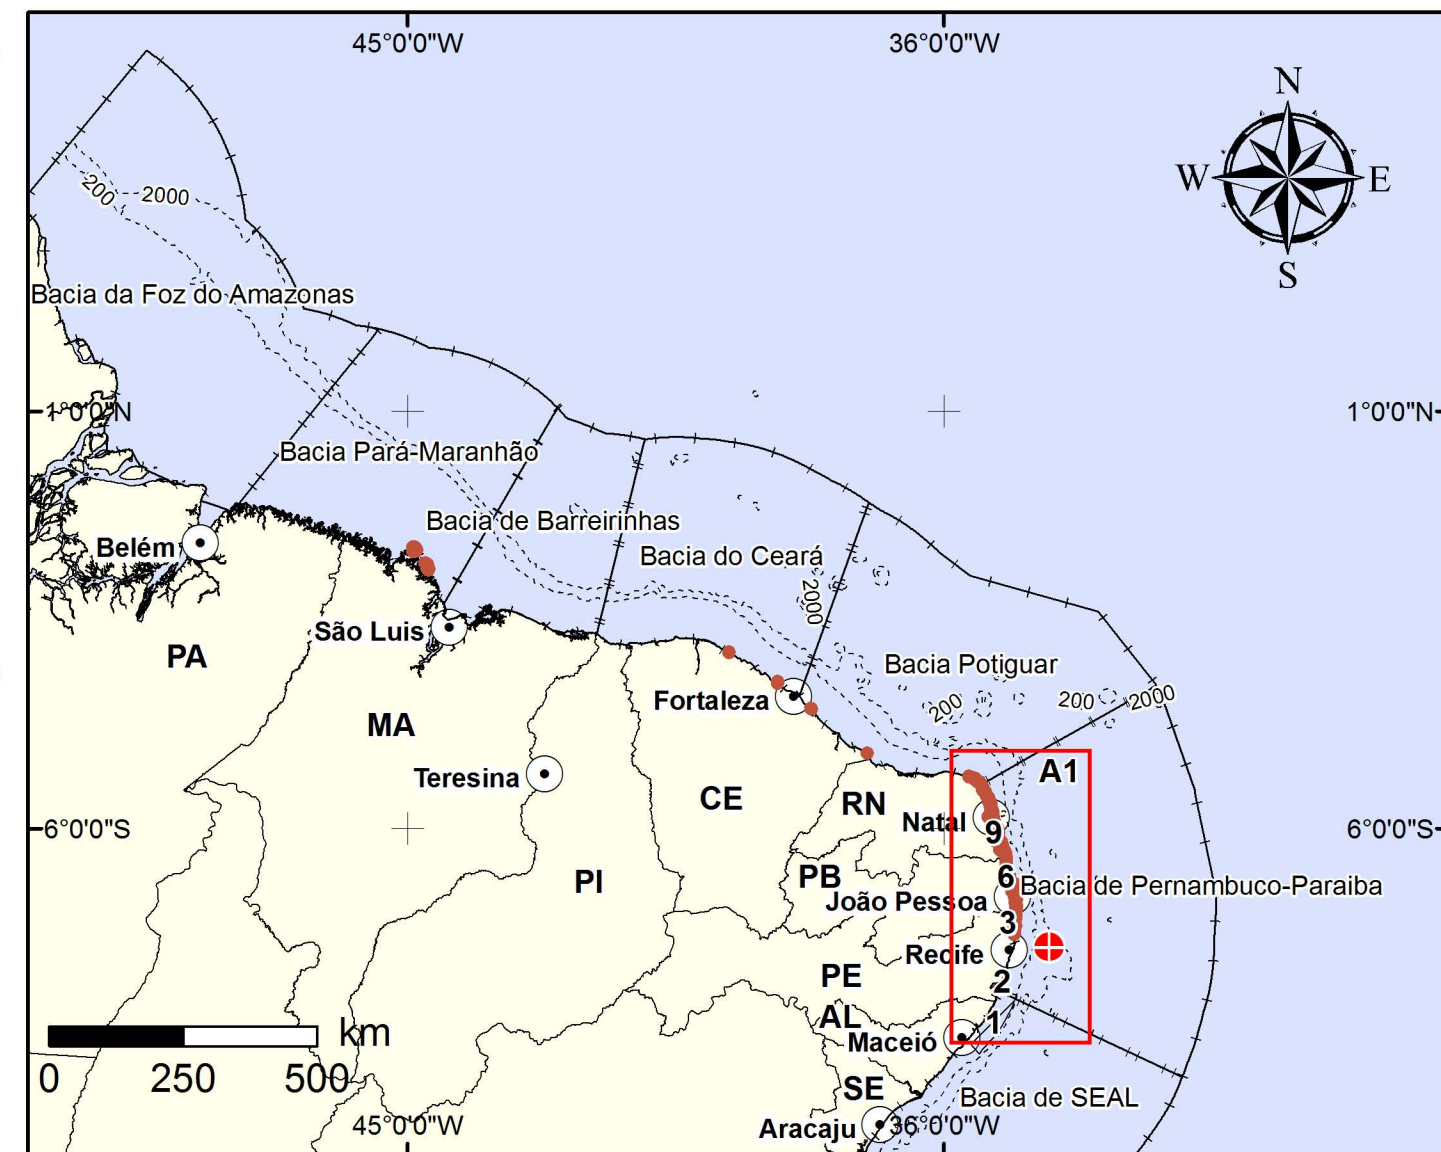 45°0'0"W
36°0'0"W
N
W
E
S
200
2000
Bacia da Foz do Amazonas
1°0'0"N
1°0'0"N
Bacia Pará-Maranhão
Bacia de Barreirinhas
Belém
Bacia do Ceará
2000
São Luis
PA
Bacia Potiguar
Fortaleza
200
200
2000
MA
Teresina
A1
CE
RN
Natal
9
6°0'0"S
6°0'0"S
PI
PB
6
Bacia de Pernambuco-Paraiba
João Pessoa
3
Recife
PE
2
AL
1
Maceió
km
0
250
500
SE
Bacia de SEAL
45°0'0"W
Aracaju
36°0'0"W